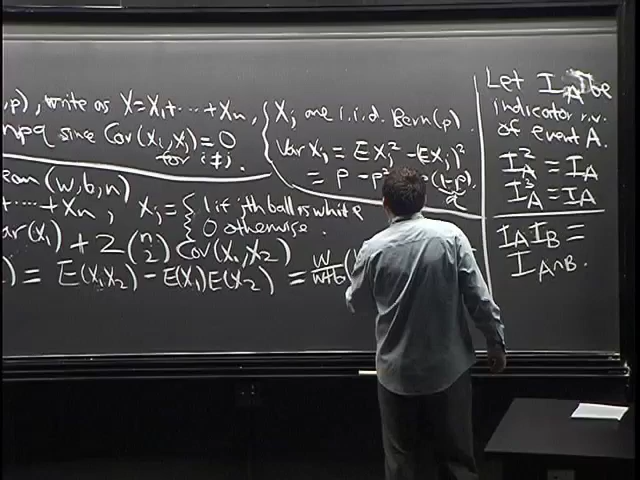 ,p), write as X=X₁+…+Xₙ,
npq since Cov(Xᵢ,Xⱼ)=0
for i≠j.
Xⱼ are i.i.d. Bern(p).
Var Xⱼ = EXⱼ² -(EXⱼ)²
= p - p² = (1-p)
eom (w,b,n)
…+Xₙ, Xⱼ = { 1 if jth ball is white
0 otherwise.
ar(X₁) + 2(n 2) Cov(X₁,X₂)
) = E(X₁X₂) - E(X₁)E(X₂) = w/w+b (
Let I_A be
indicator r.v.
of event A.
I_A² = I_A
I_A³ = I_A
I_A I_B =
I_A∩B.